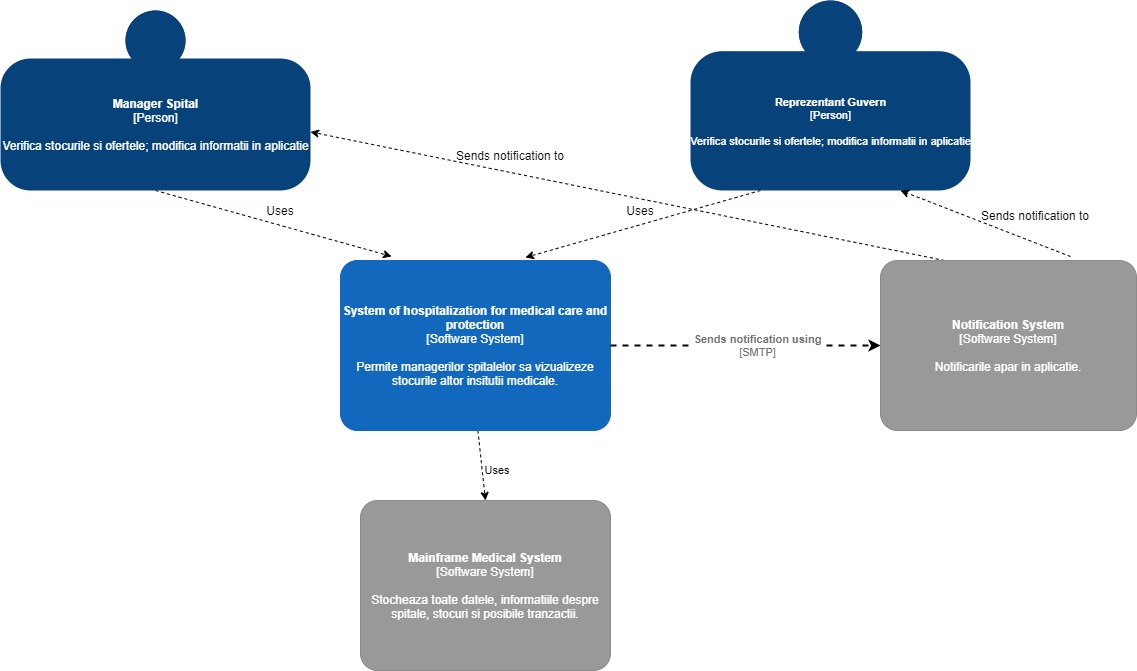 Manager Spital
[Person]
Verifica stocurile si ofertele; modifica informatii in aplicatie
Reprezentant Guvern
[Person]
Verifica stocurile si ofertele; modifica informatii in aplicatie
Sends notification to
Uses
Uses
Sends notification to
System of hospitalization for medical care and
protection
[Software System]
Permite managerilor spitalelor sa vizualizeze
stocurile altor insitutii medicale.
Sends notification using
[SMTP]
Notification System
[Software System]
Notificarile apar in aplicatie.
Uses
Mainframe Medical System
[Software System]
Stocheaza toate datele, informatiile despre
spitale, stocuri si posibile tranzactii.